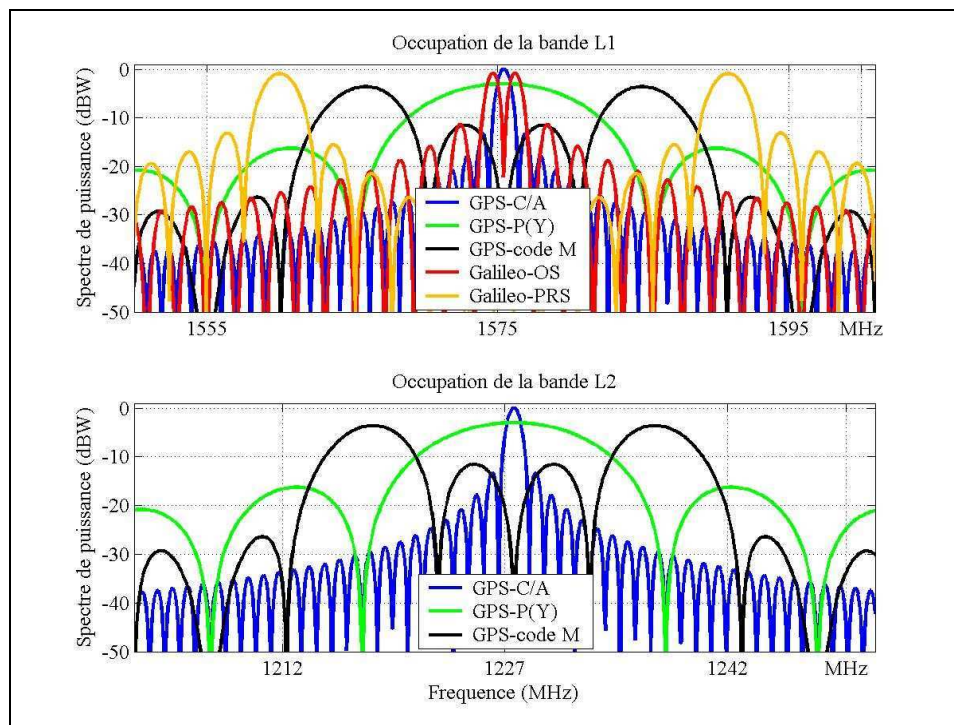 Occupation de la bande L1
Spectre de puissance (dBW)
0
-10
-20
-30
-40
-50
GPS-C/A
GPS-P(Y)
GPS-code M
Galileo-OS
Galileo-PRS
1555
1575
1595
MHz
Occupation de la bande L2
Spectre de puissance (dBW)
0
-10
-20
-30
-40
-50
GPS-C/A
GPS-P(Y)
GPS-code M
1212
1227
1242
MHz
Frequence (MHz)